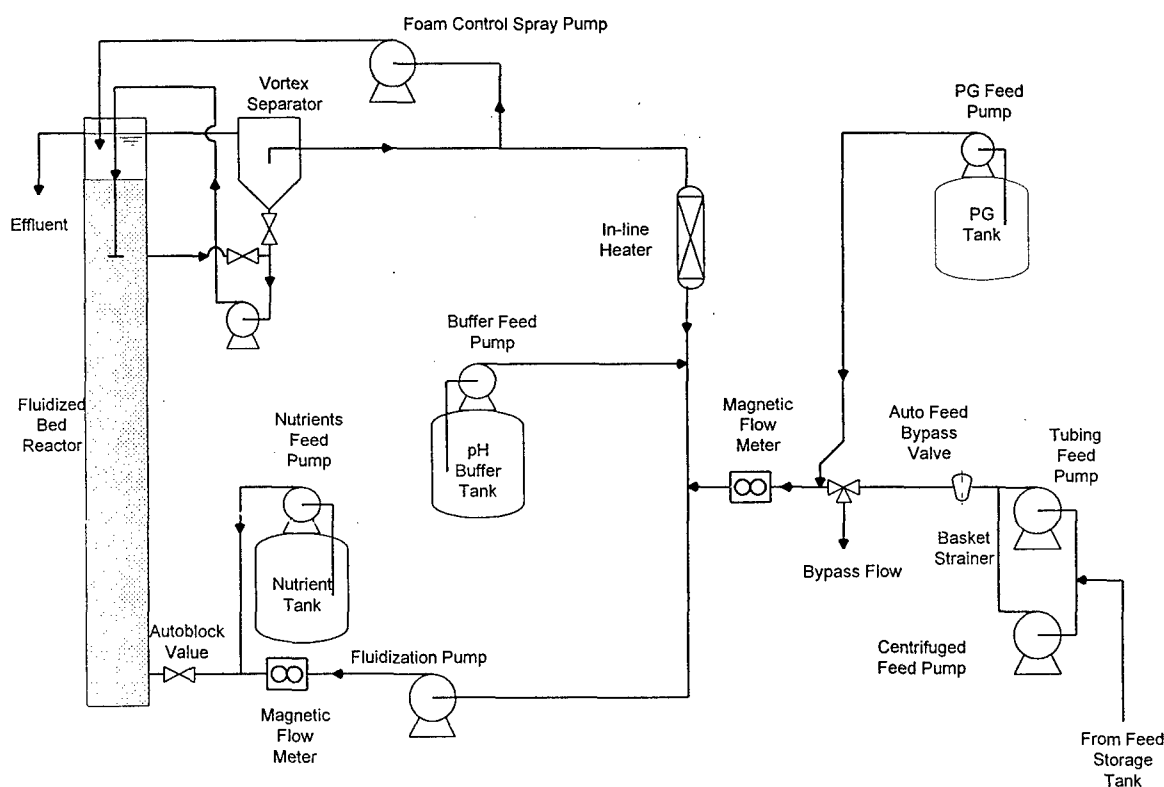 Foam Control Spray Pump
Vortex
Separator
PG Feed
Pump
PG
Tank
Effluent
In-line
Heater
Buffer Feed
Pump
pH
Buffer
Tank
Fluidized
Bed
Reactor
Nutrients
Feed
Pump
Nutrient
Tank
Magnetic
Flow
Meter
Auto Feed
Bypass
Valve
Tubing
Feed
Pump
Basket
Strainer
Bypass Flow
Centrifuged
Feed Pump
Autoblock
Value
Fluidization Pump
Magnetic
Flow
Meter
From Feed
Storage
Tank